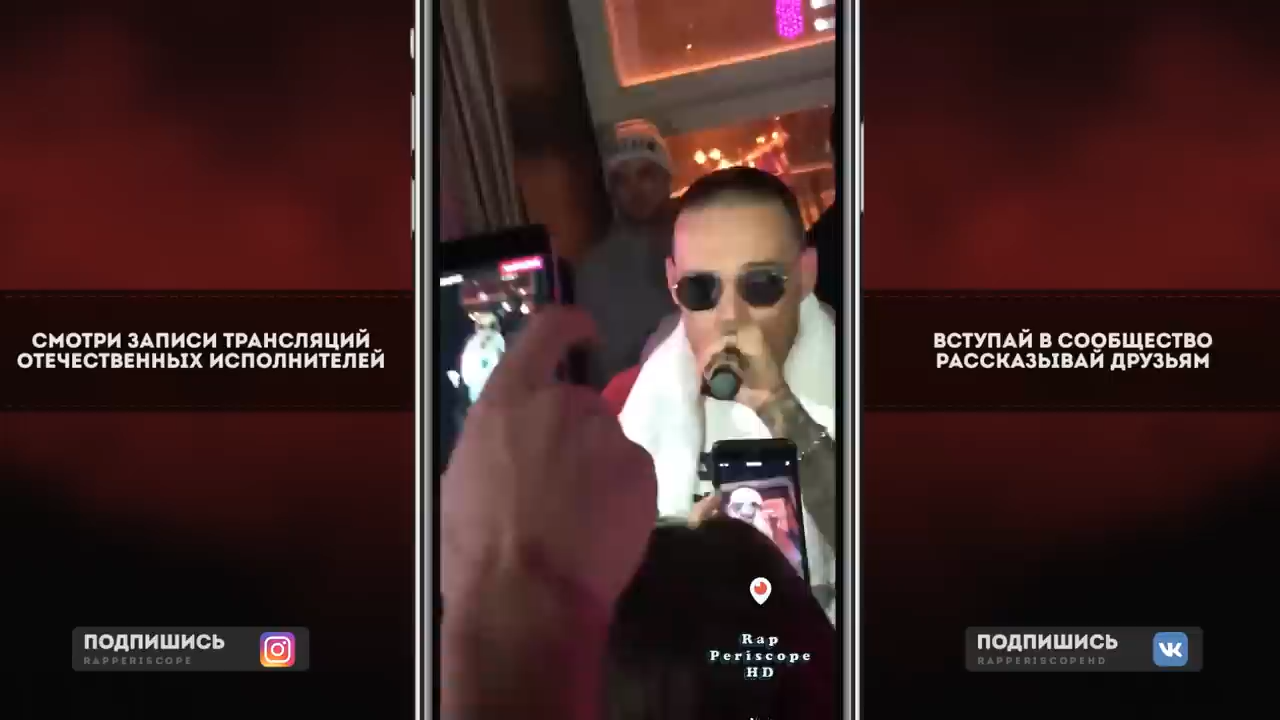 СМОТРИ ЗАПИСИ ТРАНСЛЯЦИЙ
ОТЕЧЕСТВЕННЫХ ИСПОЛНИТЕЛЕЙ
ВСТУПАЙ В СООБЩЕСТВО
РАССКАЗЫВАЙ ДРУЗЬЯМ
ПОДПИШИСЬ
RAPPERISCOPE
Rap
Periscope
HD
ПОДПИШИСЬ
RAPPERISCOPEHD